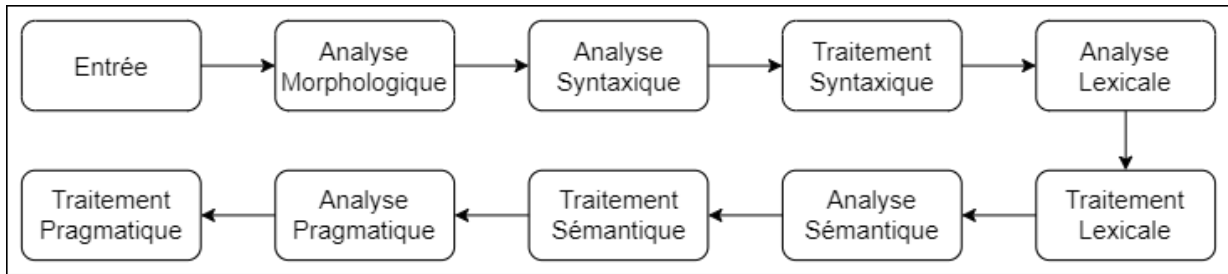 Entrée
Analyse
Morphologique
Analyse
Syntaxique
Traitement
Syntaxique
Analyse
Lexicale
Traitement
Lexicale
Analyse
Sémantique
Traitement
Sémantique
Analyse
Pragmatique
Traitement
Pragmatique